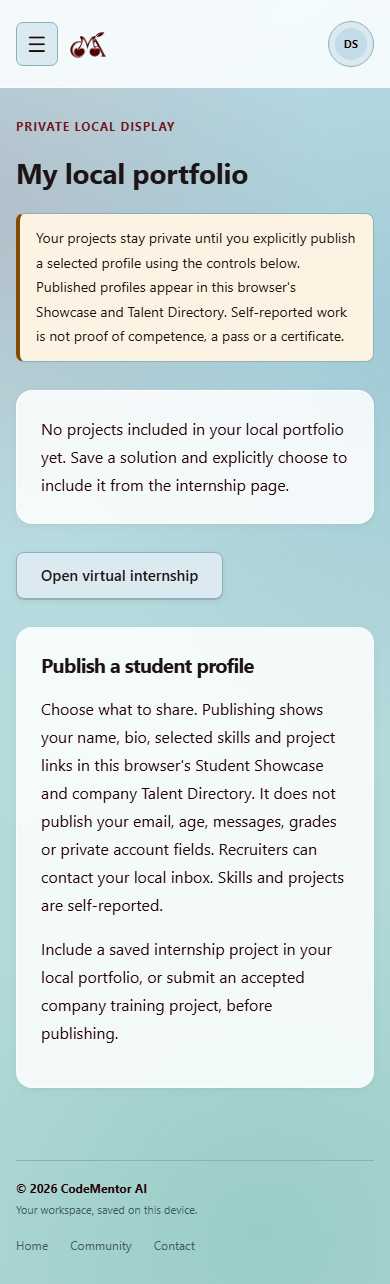 DS
PRIVATE LOCAL DISPLAY
My local portfolio
Your projects stay private until you explicitly publish
a selected profile using the controls below.
Published profiles appear in this browser's
Showcase and Talent Directory. Self-reported work
is not proof of competence, a pass or a certificate.
No projects included in your local portfolio
yet. Save a solution and explicitly choose to
include it from the internship page.
Open virtual internship
Publish a student profile
Choose what to share. Publishing shows
your name, bio, selected skills and project
links in this browser's Student Showcase
and company Talent Directory. It does not
publish your email, age, messages, grades
or private account fields. Recruiters can
contact your local inbox. Skills and projects
are self-reported.
Include a saved internship project in your
local portfolio, or submit an accepted
company training project, before
publishing.
© 2026 CodeMentor AI
Your workspace, saved on this device.
Home Community Contact